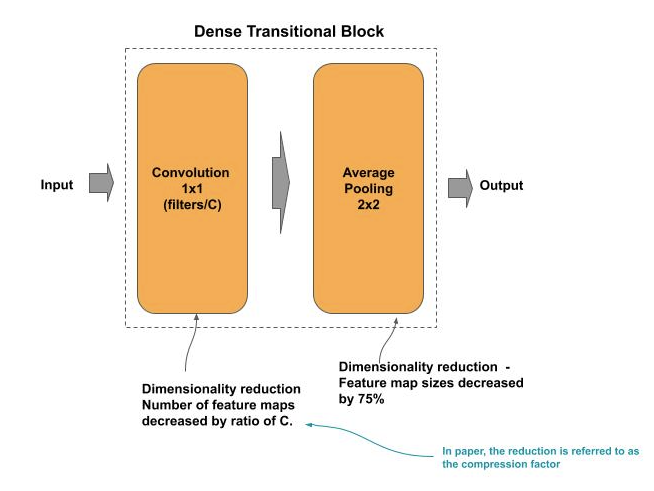 Dense Transitional Block
Input
Convolution
1x1
(filters/C)
Average
Pooling
2x2
Output
Dimensionality reduction
Number of feature maps
decreased by ratio of C.
Dimensionality reduction -
Feature map sizes decreased
by 75%
In paper, the reduction is referred to as
the compression factor